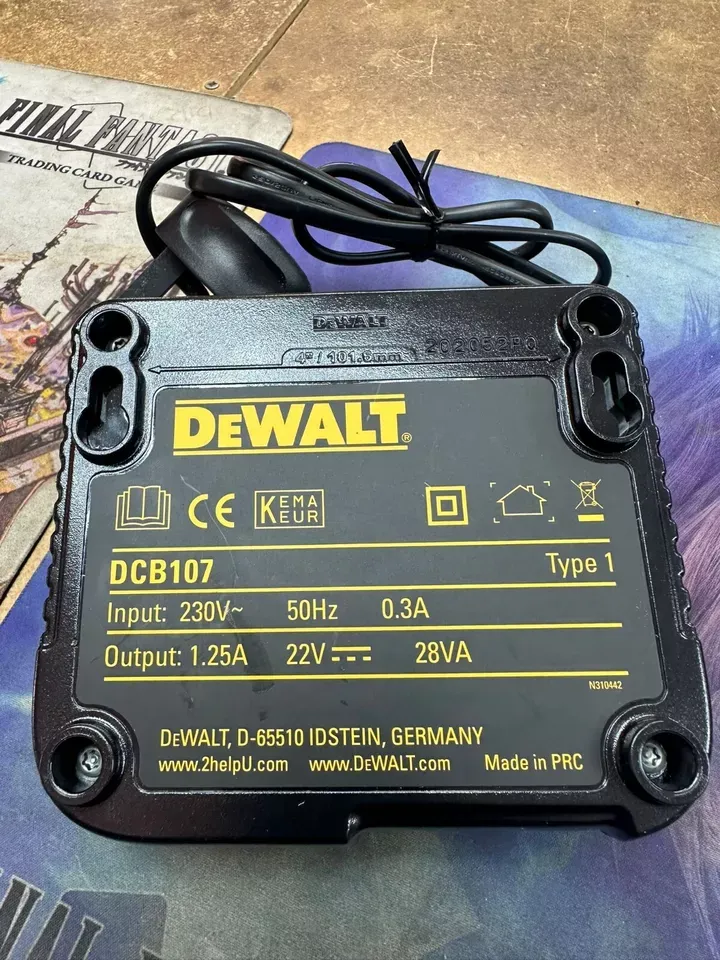 FINAL FANTAS
TRADING CARD GA
DEWALT
4" / 101.6mm
DEWALT®
CE
KEMA
KEUR
DCB107
Type 1
Input: 230V~ 50Hz 0.3A
Output: 1.25A 22V⎓ 28VA
N310442
DEWALT, D-65510 IDSTEIN, GERMANY
www.2helpU.com www.DEWALT.com Made in PRC